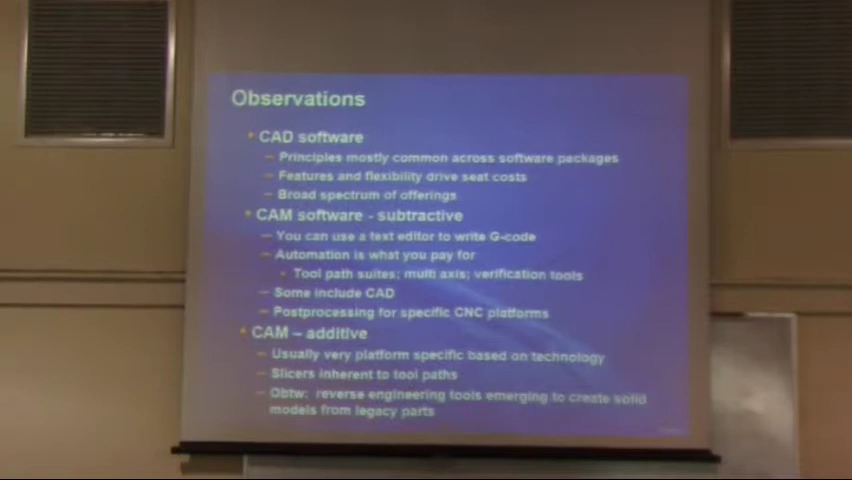 Observations
• CAD software
– Principles mostly common across software packages
– Features and flexibility drive seat costs
– Broad spectrum of offerings
• CAM software - subtractive
– You can use a text editor to write G-code
– Automation is what you pay for
• Tool path suites; multi axis; verification tools
– Some include CAD
– Postprocessing for specific CNC platforms
• CAM – additive
– Usually very platform specific based on technology
– Slicers inherent to tool paths
– Obtw: reverse engineering tools emerging to create solid
models from legacy parts